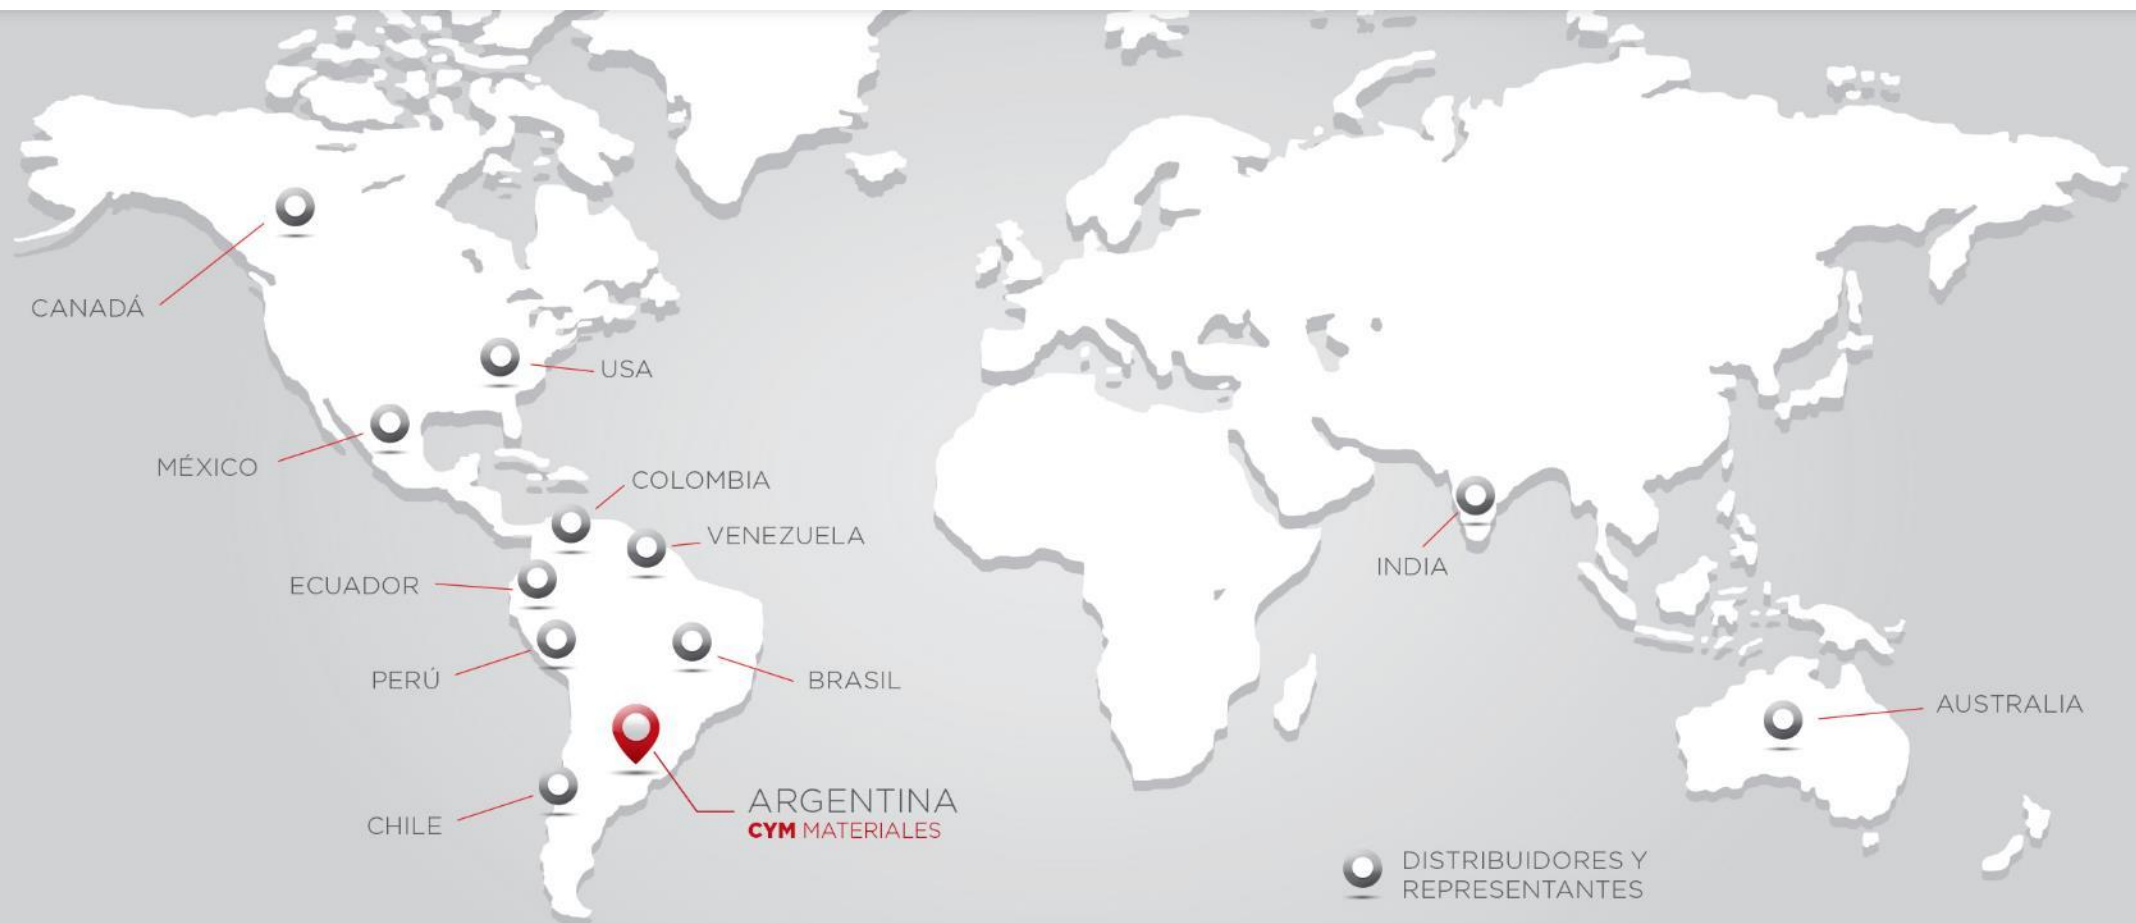 CANADÁ
USA
MÉXICO
COLOMBIA
VENEZUELA
ECUADOR
INDIA
PERÚ
BRASIL
AUSTRALIA
ARGENTINA
CYM MATERIALES
CHILE
DISTRIBUIDORES Y
REPRESENTANTES